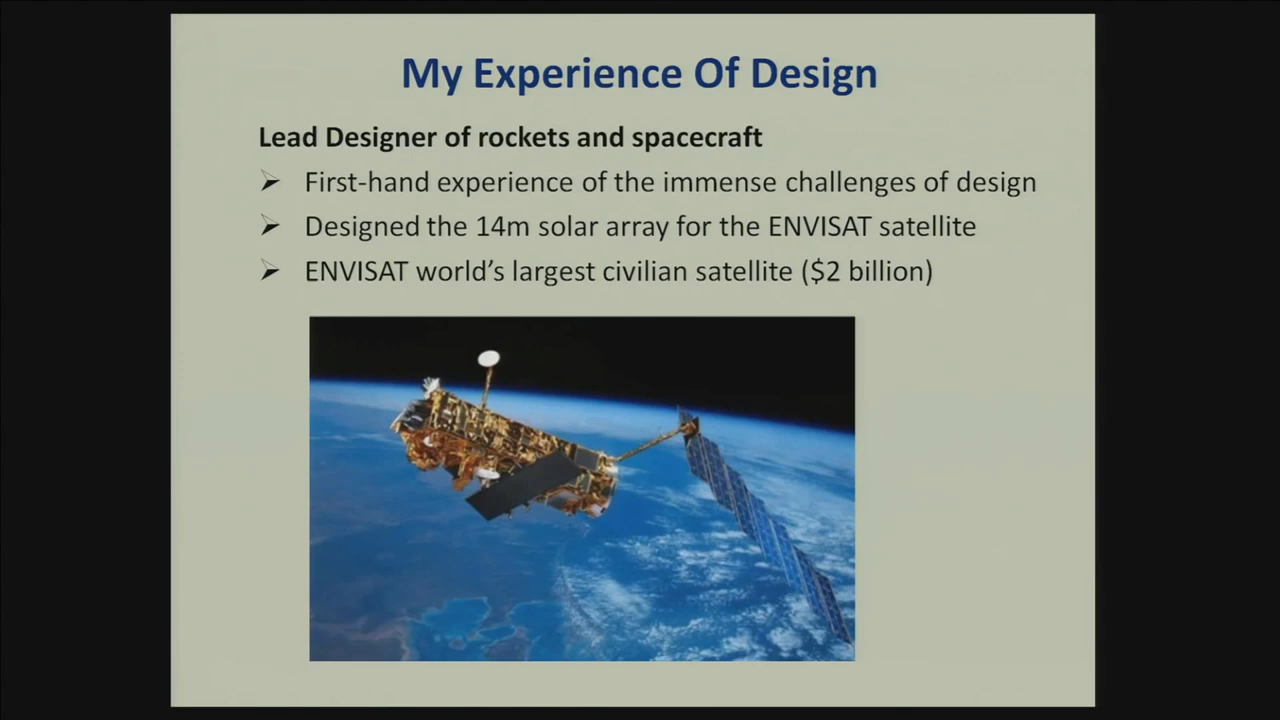 My Experience Of Design
Lead Designer of rockets and spacecraft
➢ First-hand experience of the immense challenges of design
➢ Designed the 14m solar array for the ENVISAT satellite
➢ ENVISAT world’s largest civilian satellite ($2 billion)